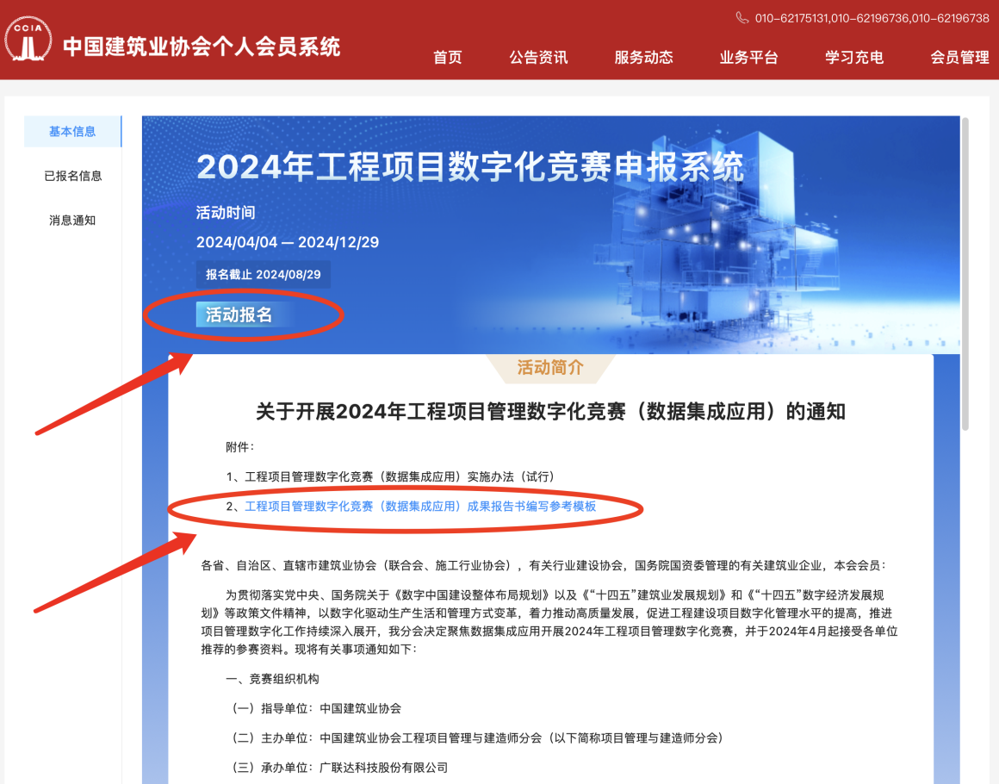 010-62175131,010-62196736,010-62196738
CCIA
中国建筑业协会个人会员系统
首页 公告资讯 服务动态 业务平台 学习充电 会员管理
基本信息
已报名信息
消息通知
2024年工程项目数字化竞赛申报系统
活动时间
2024/04/04 — 2024/12/29
报名截止 2024/08/29
活动报名
活动简介
关于开展2024年工程项目管理数字化竞赛（数据集成应用）的通知
附件：
1、工程项目管理数字化竞赛（数据集成应用）实施办法（试行）
2、工程项目管理数字化竞赛（数据集成应用）成果报告书编写参考模板
各省、自治区、直辖市建筑业协会（联合会、施工行业协会），有关行业建设协会，国务院国资委管理的有关建筑业企业，本会会员：
为贯彻落实党中央、国务院关于《数字中国建设整体布局规划》以及《“十四五”建筑业发展规划》和《“十四五”数字经济发展规
划》等政策文件精神，以数字化驱动生产生活和管理方式变革，着力推动高质量发展，促进工程建设项目数字化管理水平的提高，推进
项目管理数字化工作持续深入展开，我分会决定聚焦数据集成应用开展2024年工程项目管理数字化竞赛，并于2024年4月起接受各单位
推荐的参赛资料。现将有关事项通知如下：
一、竞赛组织机构
（一）指导单位：中国建筑业协会
（二）主办单位：中国建筑业协会工程项目管理与建造师分会（以下简称项目管理与建造师分会）
（三）承办单位：广联达科技股份有限公司